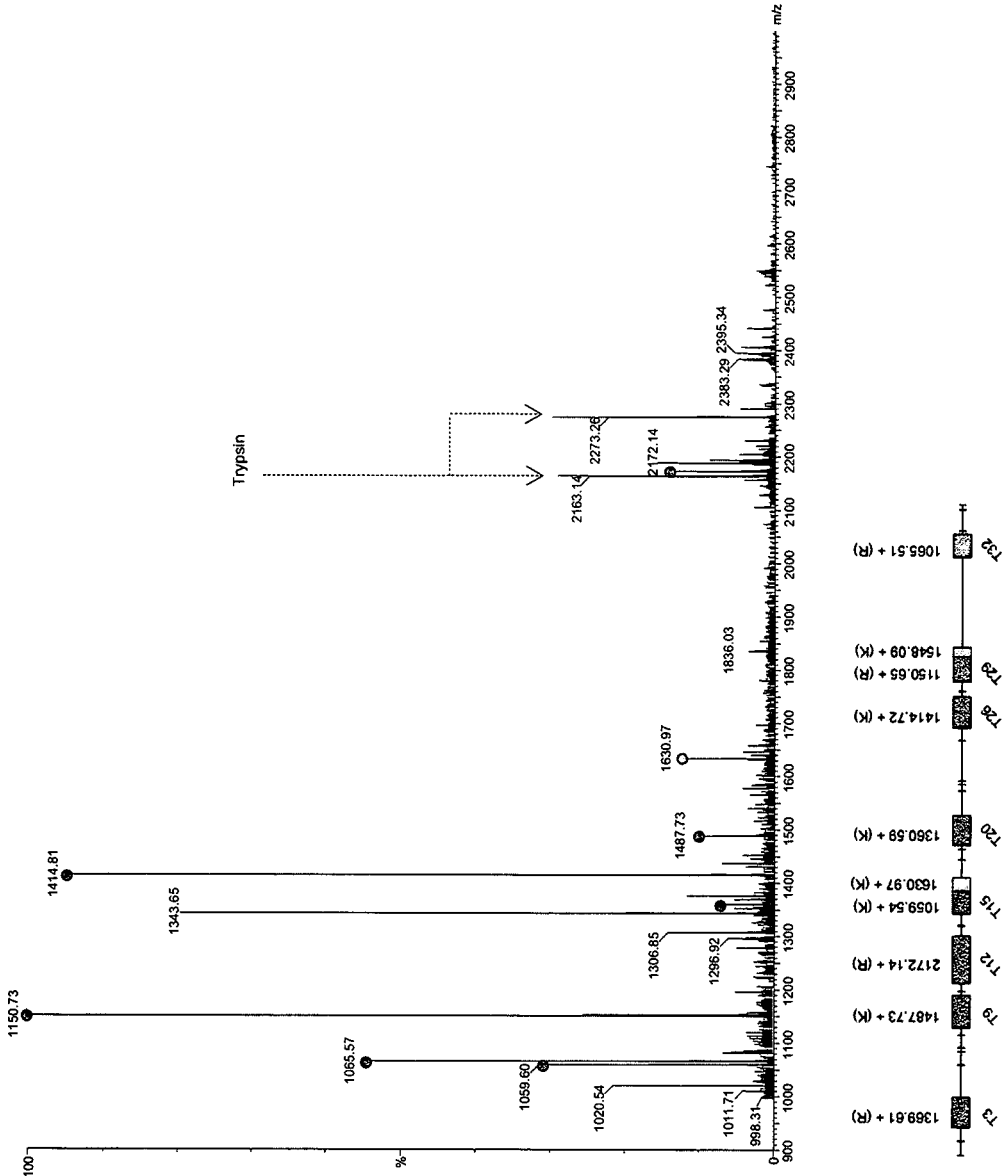 100
%
0
900
1000
1100
1200
1300
1400
1500
1600
1700
1800
1900
2000
2100
2200
2300
2400
2500
2600
2700
2800
2900
m/z
998.31
1011.71
1020.54
1059.60
1065.57
1150.73
1296.92
1306.85
1343.65
1414.81
1487.73
1630.97
1836.03
2163.14
2172.14
2273.26
2383.29
2395.34
Trypsin
1369.61 + (R)
1487.73 + (K)
2172.14 + (R)
1059.54 + (K)
1630.97 + (K)
1360.59 + (K)
1414.72 + (K)
1150.65 + (R)
1548.09 + (K)
1065.51 + (R)
T3
T9
T12
T15
T20
T26
T29
T32